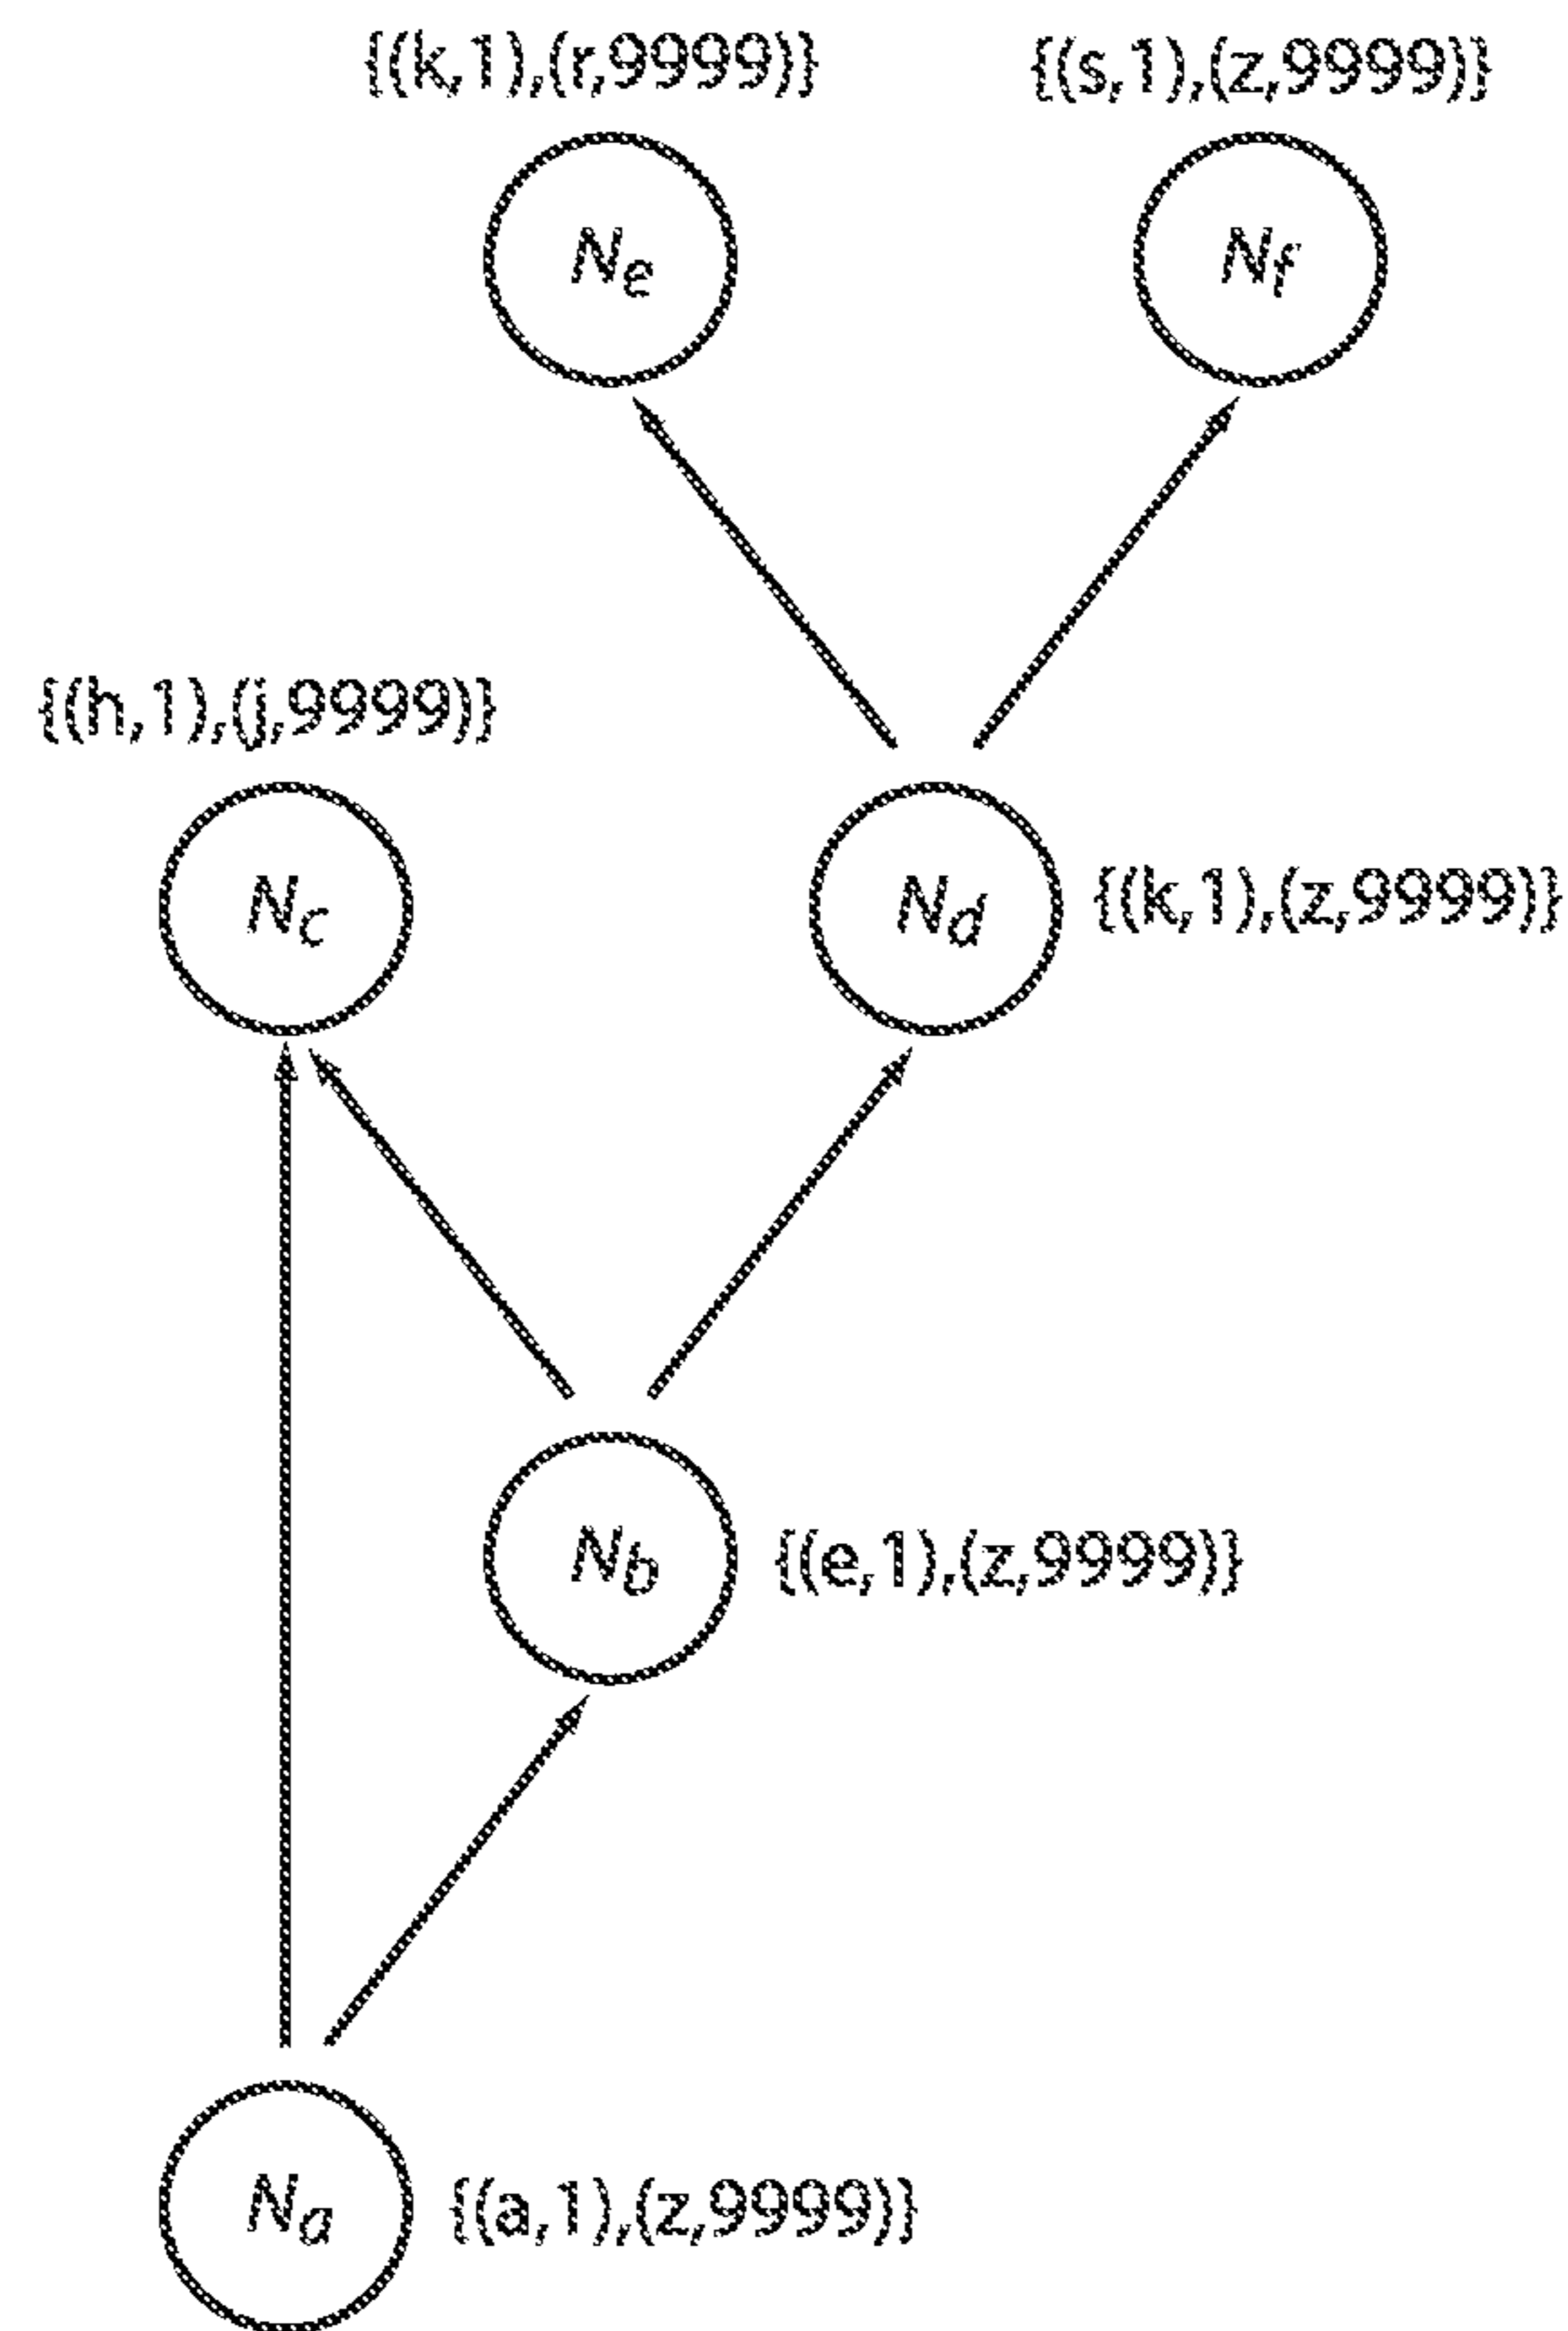 {(k,1),(r,9999)} {(s,1),(z,9999)}
Ne Nf
{(h,1),(j,9999)}
Nc Nd {(k,1),(z,9999)}
Nb {(e,1),(z,9999)}
Na {(a,1),(z,9999)}